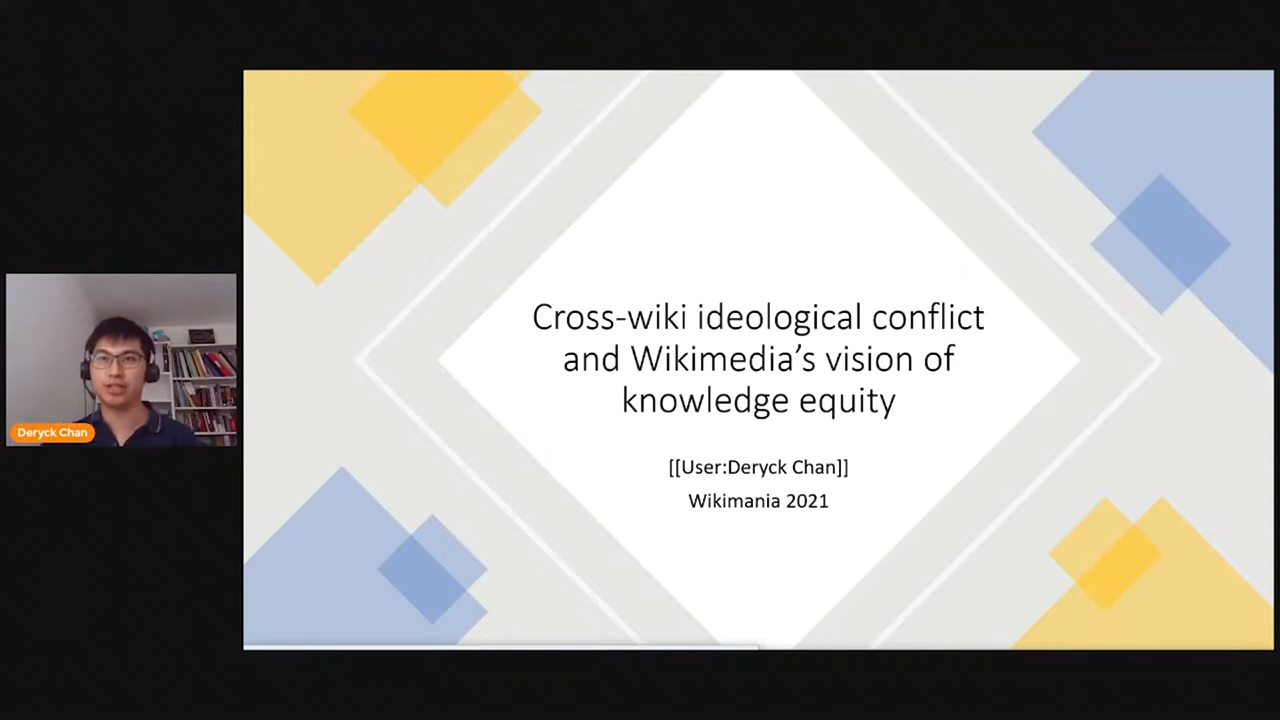 Cross-wiki ideological conflict
and Wikimedia’s vision of
knowledge equity
[[User:Deryck Chan]]
Wikimania 2021
Deryck Chan